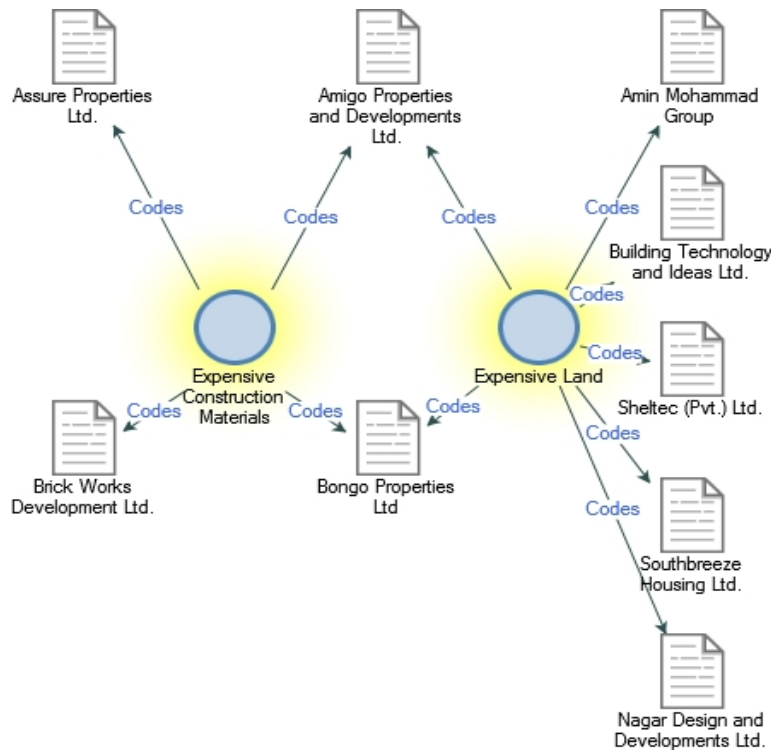 Assure Properties
Ltd.
Amigo Properties
and Developments
Ltd.
Amin Mohammad
Group
Codes
Codes
Codes
Codes
Building Technology
and Ideas Ltd.
Codes
Expensive
Construction
Materials
Expensive Land
Codes
Sheltec (Pvt.) Ltd.
Codes
Codes
Codes
Codes
Brick Works
Development Ltd.
Bongo Properties
Ltd
Codes
Southbreeze
Housing Ltd.
Nagar Design and
Developments Ltd.